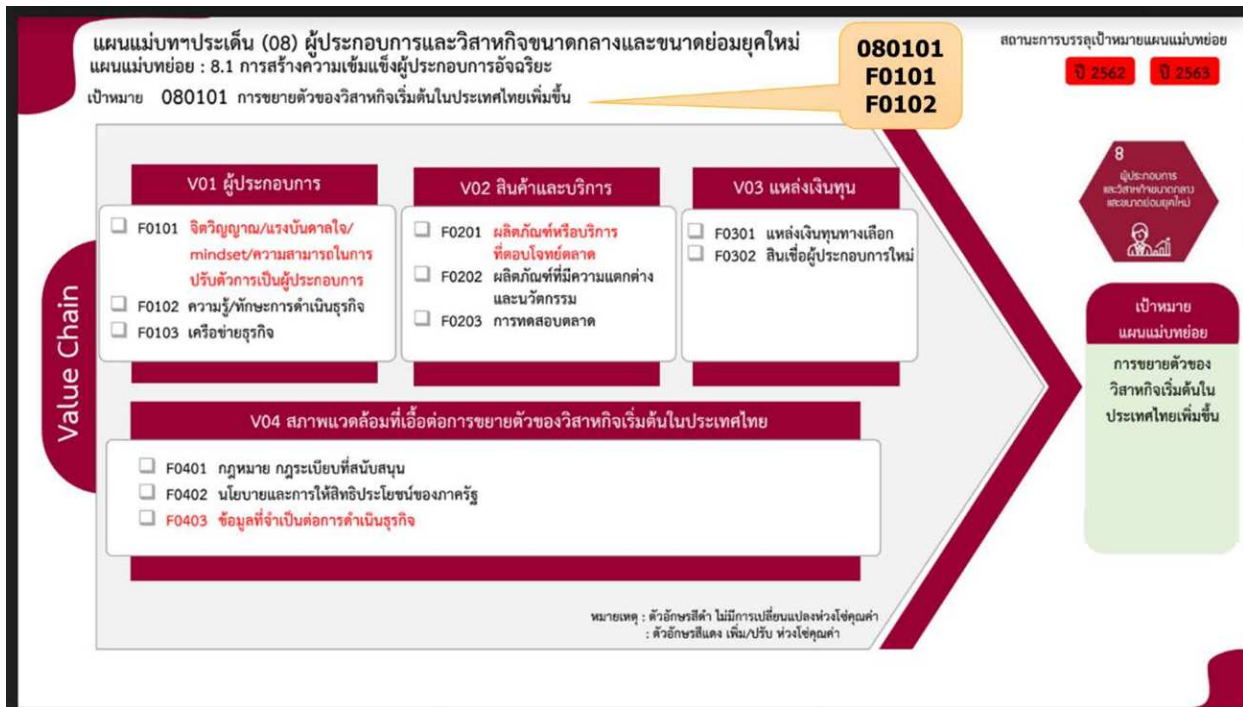 แผนแม่บทฯประเด็น (08) ผู้ประกอบการและวิสาหกิจขนาดกลางและขนาดย่อมยุคใหม่
แผนแม่บทย่อย : 8.1 การสร้างความเข้มแข็งผู้ประกอบการอัจฉริยะ
เป้าหมาย 080101 การขยายตัวของวิสาหกิจเริ่มต้นในประเทศไทยเพิ่มขึ้น
080101
F0101
F0102
สถานะการบรรลุเป้าหมายแผนแม่บทย่อย
ปี 2562 ปี 2563
Value Chain
V01 ผู้ประกอบการ
F0101 จิตวิญญาณ/แรงบันดาลใจ/
mindset/ความสามารถในการ
ปรับตัวการเป็นผู้ประกอบการ
F0102 ความรู้/ทักษะการดำเนินธุรกิจ
F0103 เครือข่ายธุรกิจ
V02 สินค้าและบริการ
F0201 ผลิตภัณฑ์หรือบริการ
ที่ตอบโจทย์ตลาด
F0202 ผลิตภัณฑ์ที่มีความแตกต่าง
และนวัตกรรม
F0203 การทดสอบตลาด
V03 แหล่งเงินทุน
F0301 แหล่งเงินทุนทางเลือก
F0302 สินเชื่อผู้ประกอบการใหม่
V04 สภาพแวดล้อมที่เอื้อต่อการขยายตัวของวิสาหกิจเริ่มต้นในประเทศไทย
F0401 กฎหมาย กฎระเบียบที่สนับสนุน
F0402 นโยบายและการให้สิทธิประโยชน์ของภาครัฐ
F0403 ข้อมูลที่จำเป็นต่อการดำเนินธุรกิจ
หมายเหตุ : ตัวอักษรสีดำ ไม่มีการเปลี่ยนแปลงห่วงโซ่คุณค่า
: ตัวอักษรสีแดง เพิ่ม/ปรับ ห่วงโซ่คุณค่า
8
ผู้ประกอบการ
และวิสาหกิจขนาดกลาง
และขนาดย่อมยุคใหม่
เป้าหมาย
แผนแม่บทย่อย
การขยายตัวของ
วิสาหกิจเริ่มต้นใน
ประเทศไทยเพิ่มขึ้น